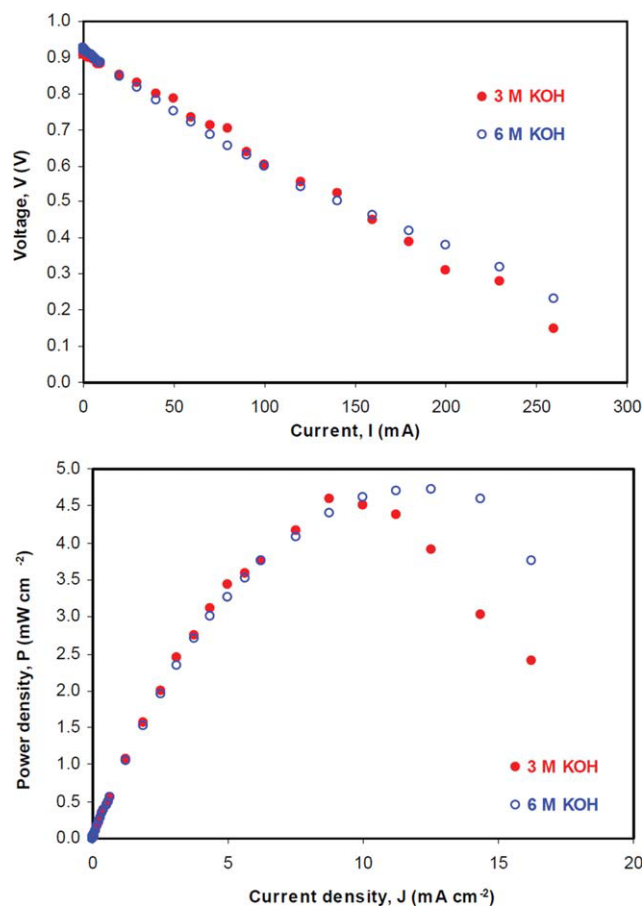 1.0
0.9
0.8
0.7
0.6
0.5
0.4
0.3
0.2
0.1
0.0
Voltage, V (V)
3 M KOH
6 M KOH
0 50 100 150 200 250 300
Current, I (mA)
5.0
4.5
4.0
3.5
3.0
2.5
2.0
1.5
1.0
0.5
0.0
Power density, P (mW cm -2)
3 M KOH
6 M KOH
0 5 10 15 20
Current density, J (mA cm-2)